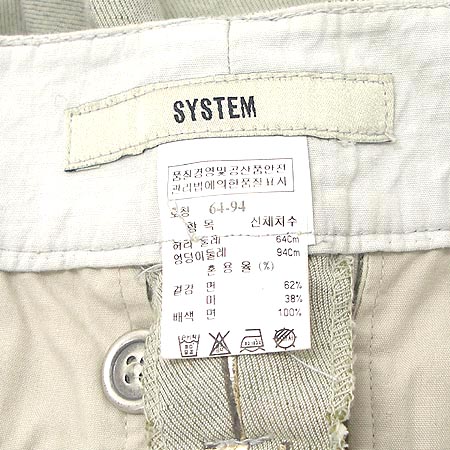 SYSTEM
품질경영및공산품안전
관리법에의한품질표시
호칭 64-94
항 목 신체치수
허리 둘레 64Cm
엉덩이둘레 94Cm
혼 용 율 (%)
겉감 면 62%
마 38%
배색 면 100%